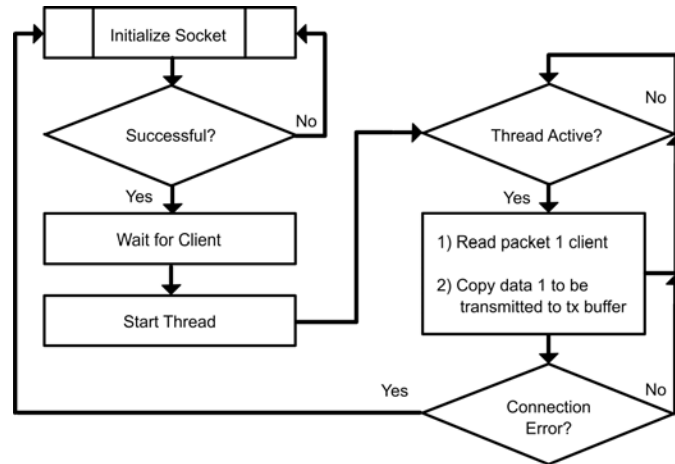 Initialize Socket
Successful?
No
Yes
Wait for Client
Start Thread
Thread Active?
No
Yes
1) Read packet 1 client
2) Copy data 1 to be
transmitted to tx buffer
Connection
Error?
Yes
No